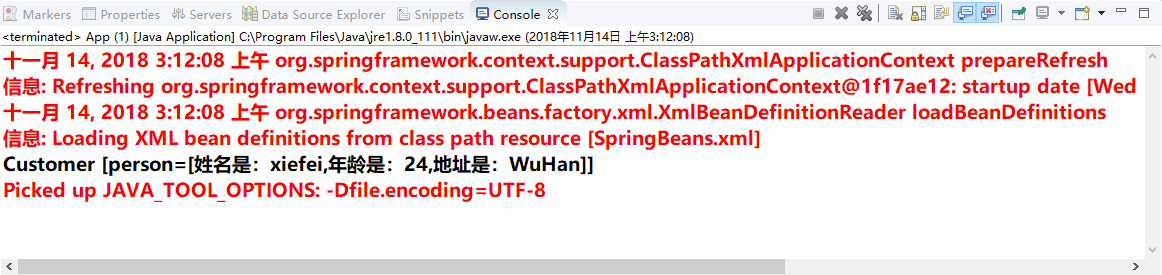 Markers Properties Servers Data Source Explorer Snippets Console
<terminated> App (1) [Java Application] C:\Program Files\Java\jre1.8.0_111\bin\javaw.exe (2018年11月14日 上午3:12:08)
十一月 14, 2018 3:12:08 上午 org.springframework.context.support.ClassPathXmlApplicationContext prepareRefresh
信息: Refreshing org.springframework.context.support.ClassPathXmlApplicationContext@1f17ae12: startup date [Wed
十一月 14, 2018 3:12:08 上午 org.springframework.beans.factory.xml.XmlBeanDefinitionReader loadBeanDefinitions
信息: Loading XML bean definitions from class path resource [SpringBeans.xml]
Customer [person=[姓名是：xiefei,年龄是：24,地址是：WuHan]]
Picked up JAVA_TOOL_OPTIONS: -Dfile.encoding=UTF-8